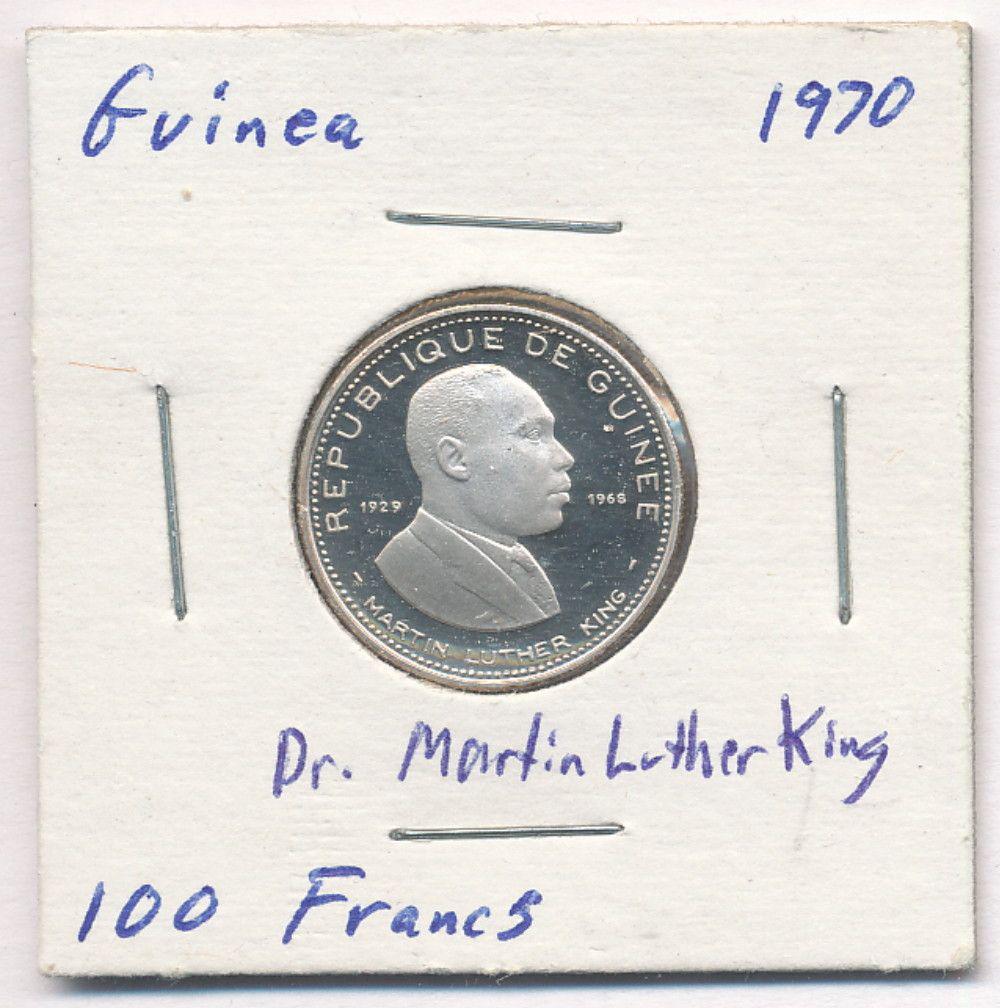 Guinea 1970
REPUBLIQUE DE GUINEE
1929 1968
MARTIN LUTHER KING
Dr. Martin Luther King
100 Francs